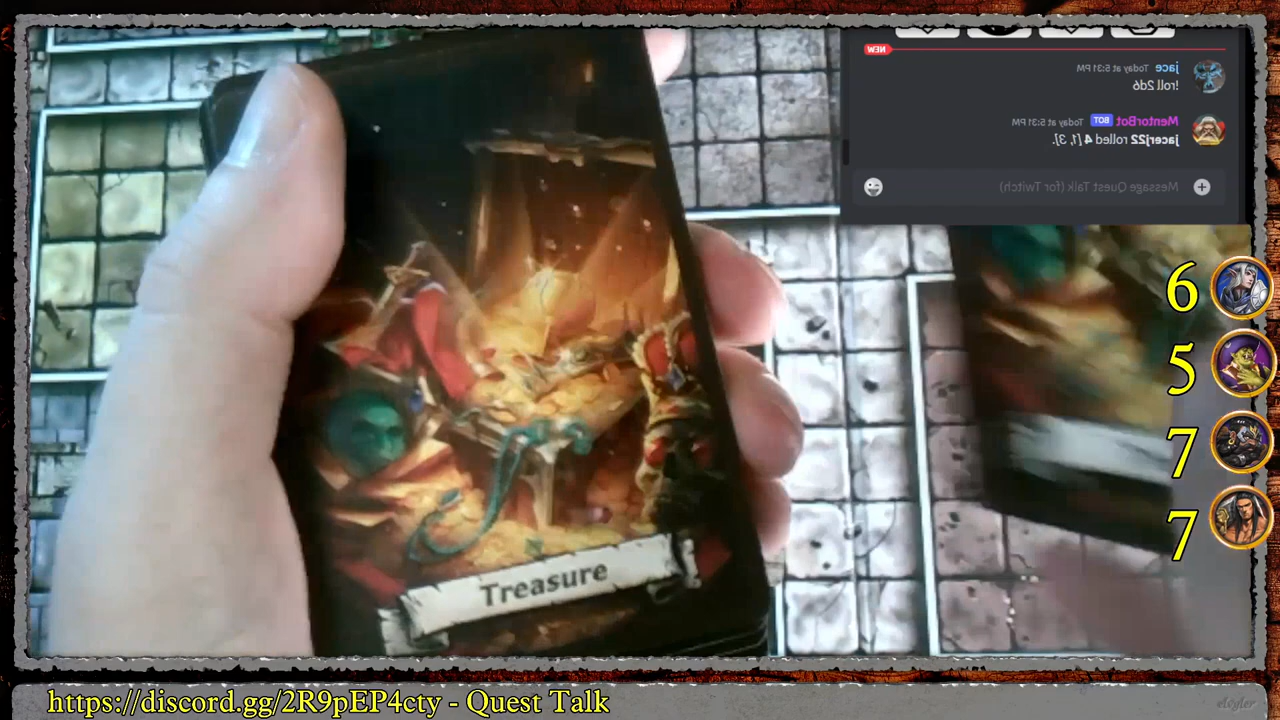 NEW
jace Today at 5:31 PM
!roll 2d6
MentorBot BOT Today at 5:31 PM
jacerj22 rolled 4 [1, 3].
Message Quest Talk (for Twitch)
6
5
7
7
Treasure
https://discord.gg/2R9pEP4cty - Quest Talk